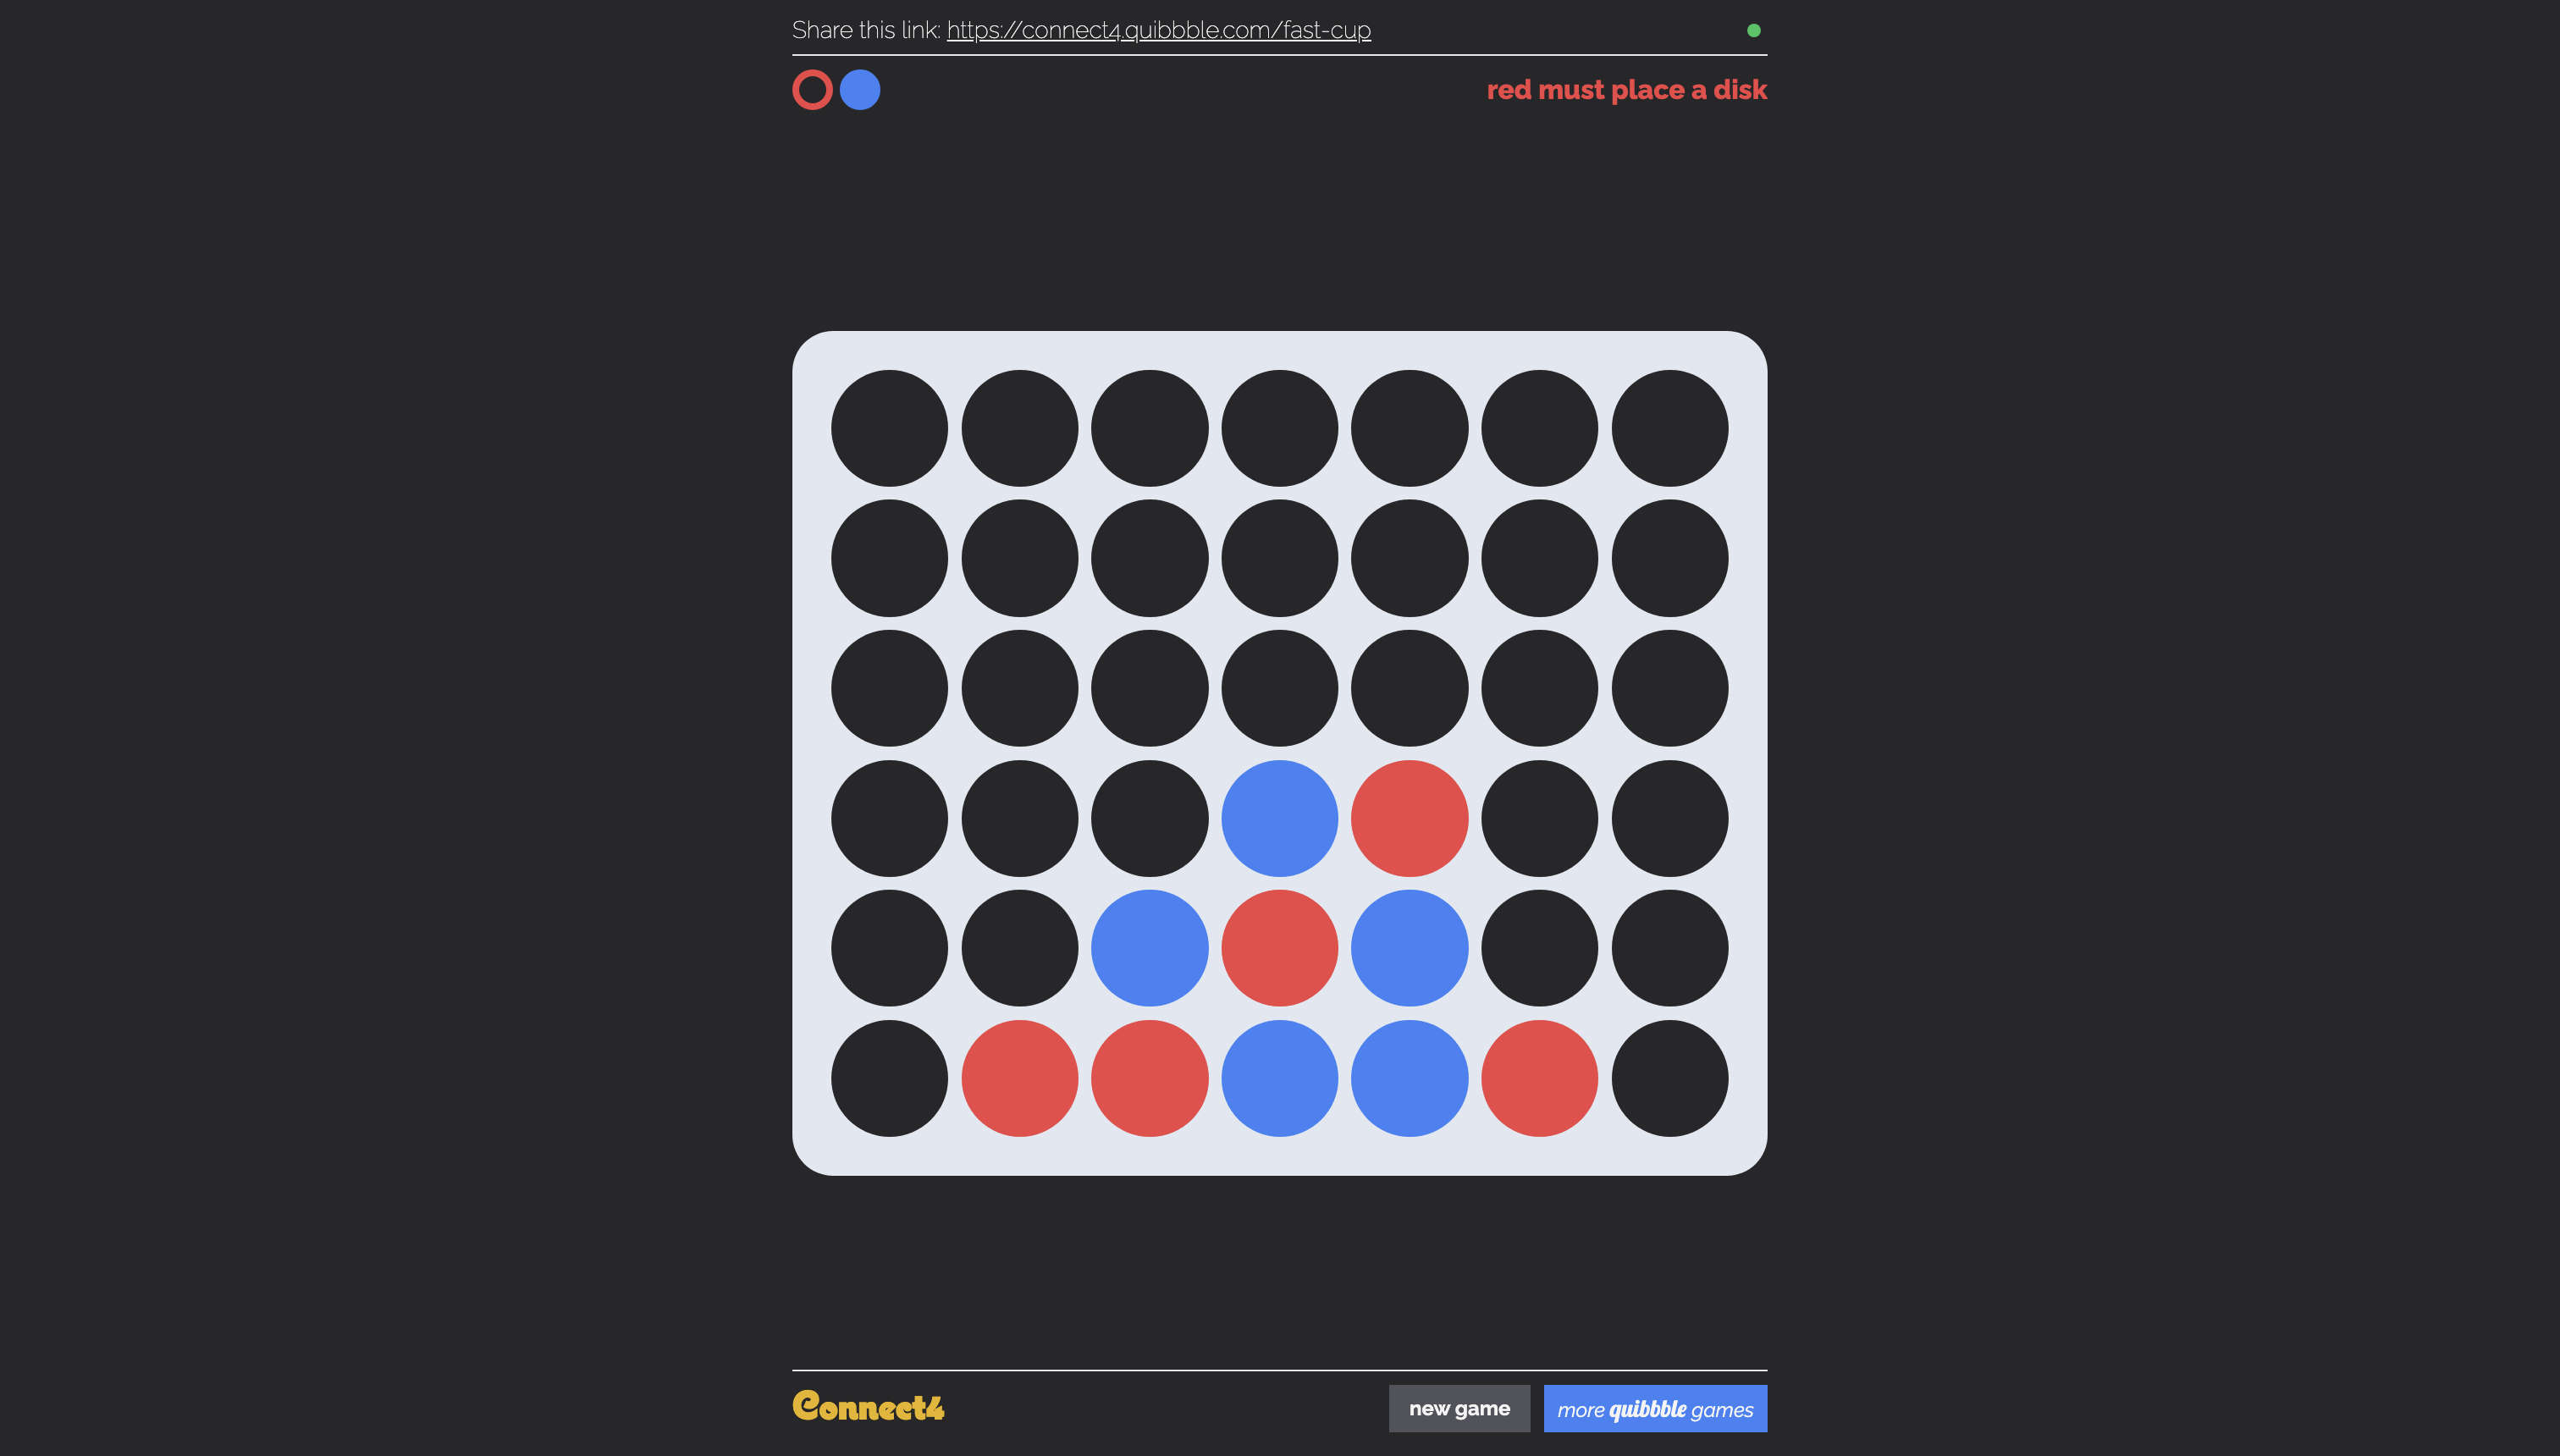 Share this link: https://connect4.quibbble.com/fast-cup
red must place a disk
Connect4
new game
more quibbble games